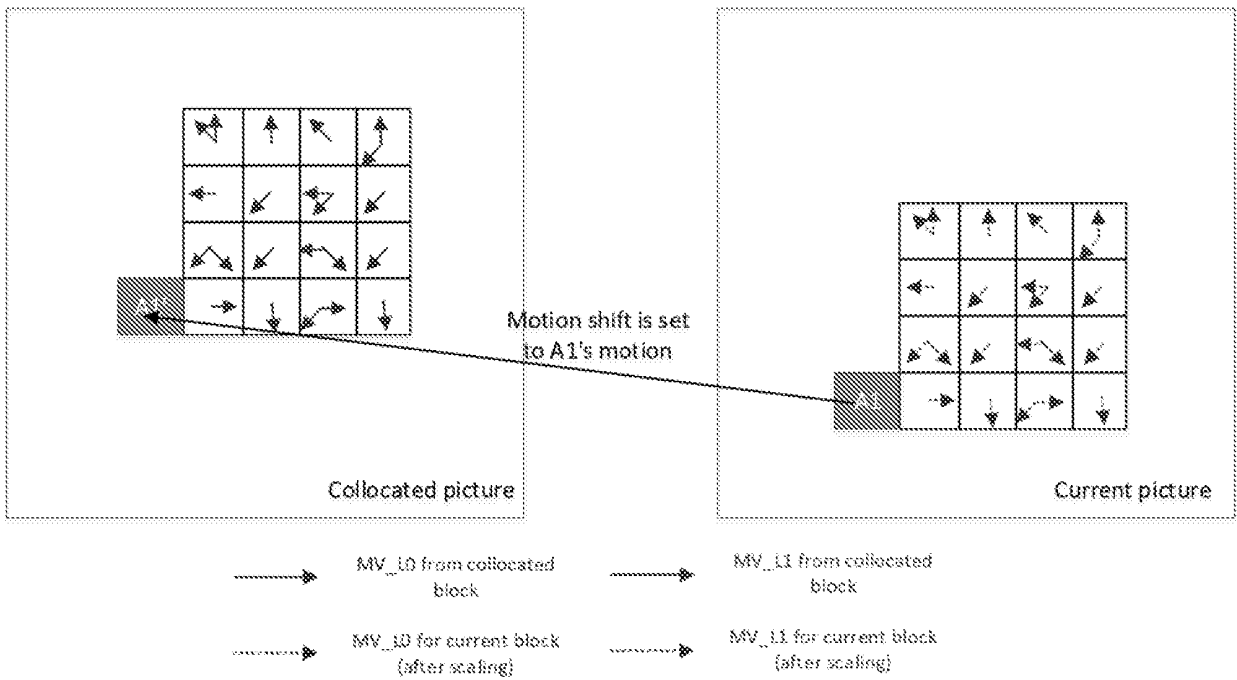 Motion shift is set
to A1's motion
A1
Collocated picture
Current picture
MV_L0 from collocated
block
MV_L1 from collocated
block
MV_L0 for current block
(after scaling)
MV_L1 for current block
(after scaling)